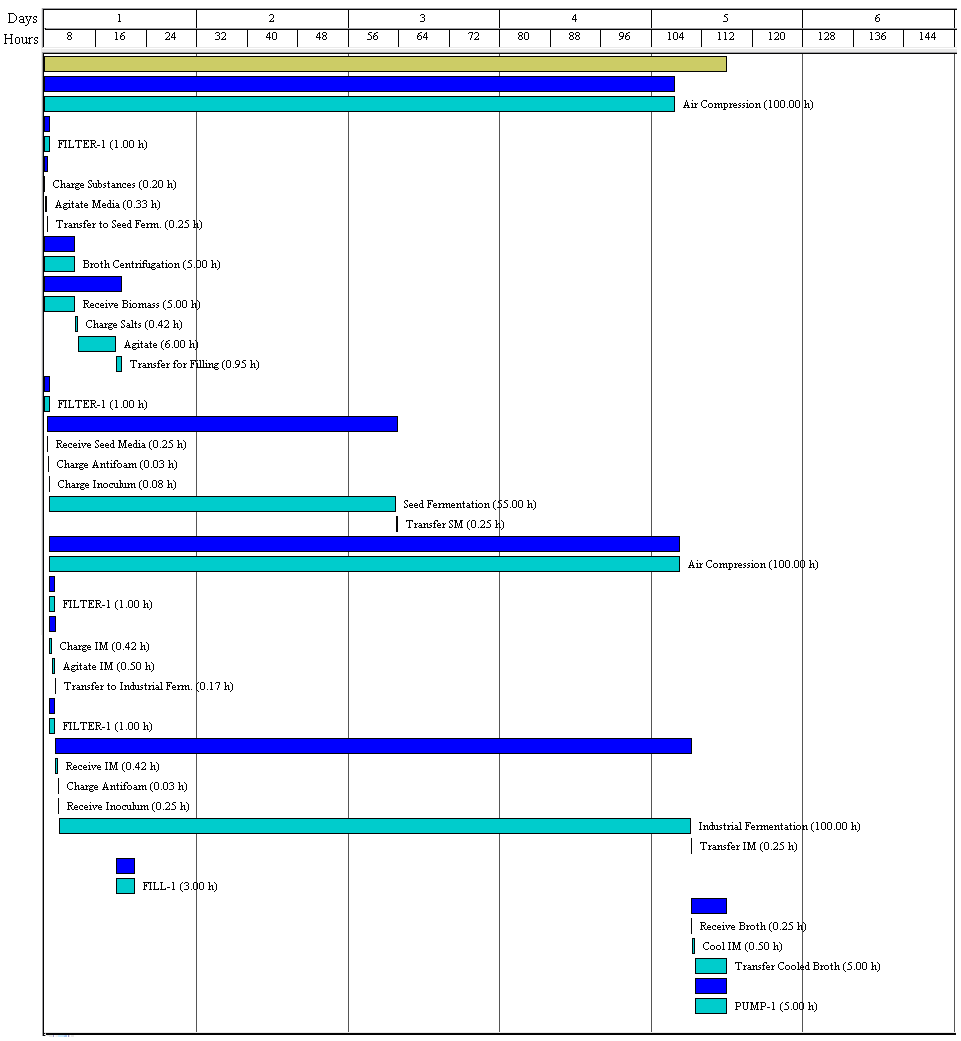 Days 1 2 3 4 5 6
Hours 8 16 24 32 40 48 56 64 72 80 88 96 104 112 120 128 136 144
Air Compression (100.00 h)
FILTER-1 (1.00 h)
Charge Substances (0.20 h)
Agitate Media (0.33 h)
Transfer to Seed Ferm. (0.25 h)
Broth Centrifugation (5.00 h)
Receive Biomass (5.00 h)
Charge Salts (0.42 h)
Agitate (6.00 h)
Transfer for Filling (0.95 h)
FILTER-1 (1.00 h)
Receive Seed Media (0.25 h)
Charge Antifoam (0.03 h)
Charge Inoculum (0.08 h)
Seed Fermentation (55.00 h)
Transfer SM (0.25 h)
Air Compression (100.00 h)
FILTER-1 (1.00 h)
Charge IM (0.42 h)
Agitate IM (0.50 h)
Transfer to Industrial Ferm. (0.17 h)
FILTER-1 (1.00 h)
Receive IM (0.42 h)
Charge Antifoam (0.03 h)
Receive Inoculum (0.25 h)
Industrial Fermentation (100.00 h)
Transfer IM (0.25 h)
FILL-1 (3.00 h)
Receive Broth (0.25 h)
Cool IM (0.50 h)
Transfer Cooled Broth (5.00 h)
PUMP-1 (5.00 h)